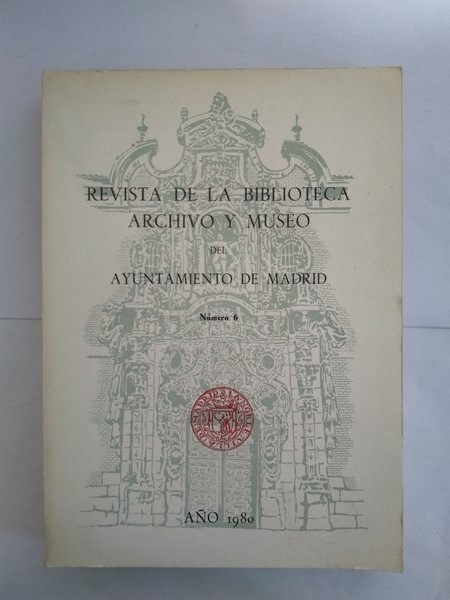 REVISTA DE LA BIBLIOTECA
ARCHIVO Y MUSEO
DEL
AYUNTAMIENTO DE MADRID
Número 6
AÑO 1980